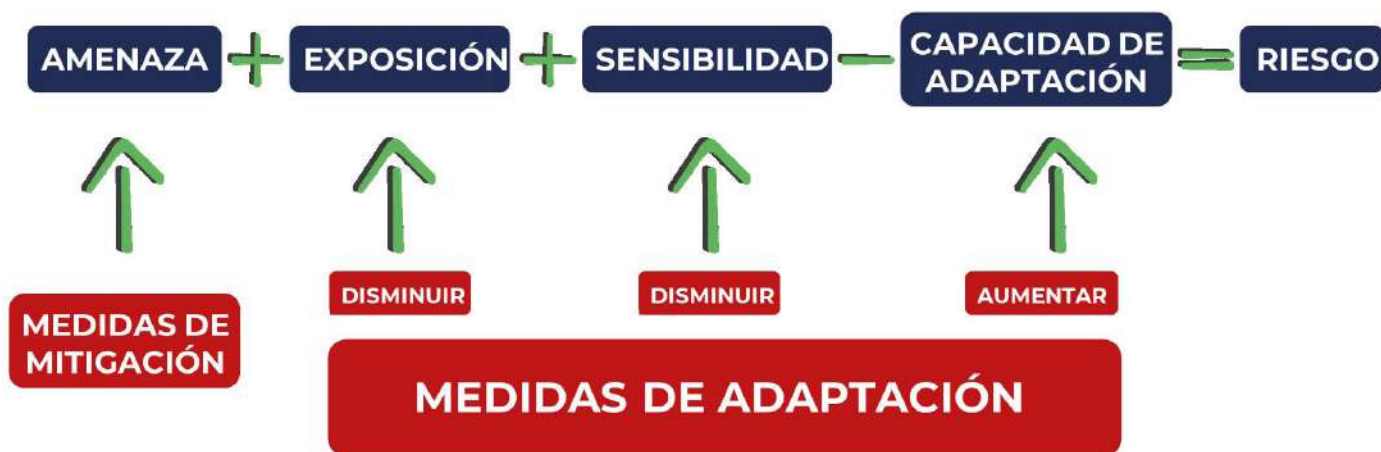 AMENAZA + EXPOSICIÓN + SENSIBILIDAD - CAPACIDAD DE ADAPTACIÓN = RIESGO
DISMINUIR DISMINUIR AUMENTAR
MEDIDAS DE
MITIGACIÓN
MEDIDAS DE ADAPTACIÓN